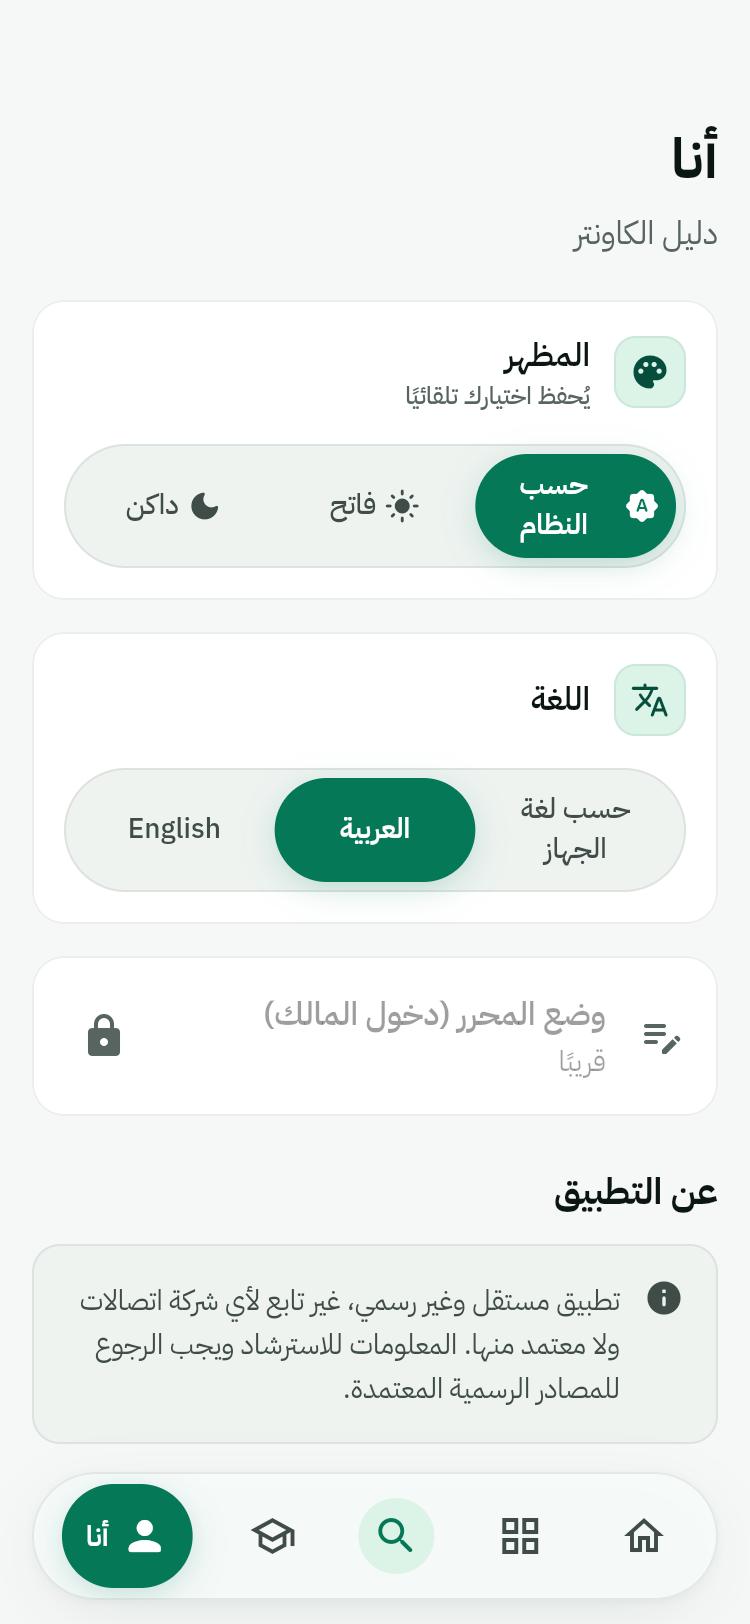 أنا
دليل الكاونتر
المظهر
يُحفظ اختيارك تلقائيًا
حسب
النظام
فاتح
داكن
اللغة
حسب لغة
الجهاز
العربية
English
وضع المحرر (دخول المالك)
قريبًا
عن التطبيق
تطبيق مستقل وغير رسمي، غير تابع لأي شركة اتصالات
ولا معتمد منها. المعلومات للاسترشاد ويجب الرجوع
للمصادر الرسمية المعتمدة.
أنا